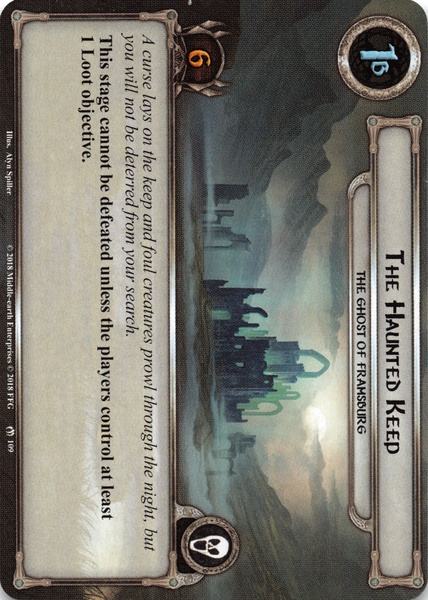 1B
The Haunted Keep
The Ghost of Framsburg
6
A curse lays on the keep and foul creatures prowl through the night, but
you will not be deterred from your search.
This stage cannot be defeated unless the players control at least
1 Loot objective.
Illus. Alyn Spiller
© 2018 Middle-earth Enterprises © 2018 FFG
109